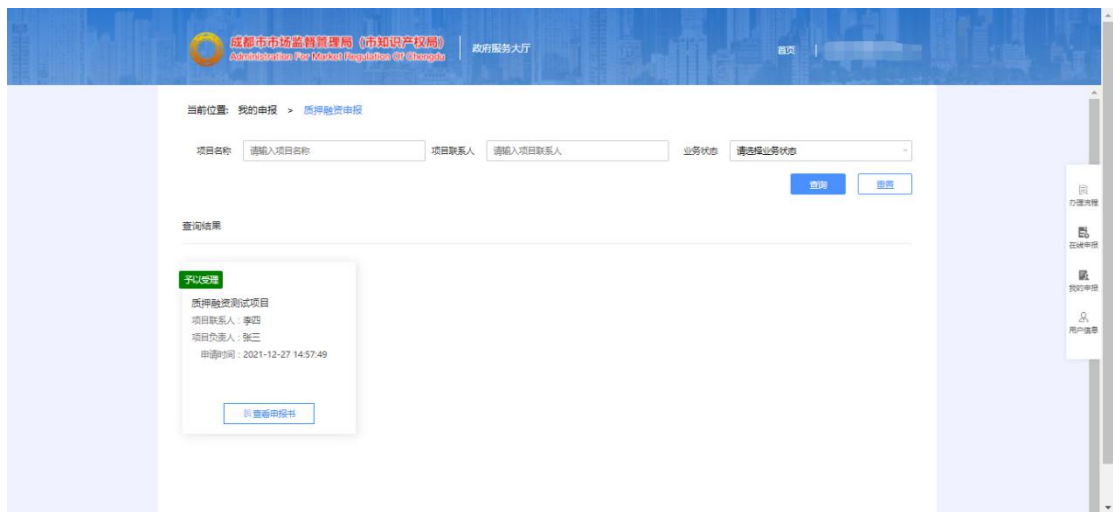 成都市市场监督管理局（市知识产权局）
Administration For Market Regulation Of Chengdu
政府服务大厅
首页
当前位置: 我的申报 > 质押融资申报
项目名称 请输入项目名称 项目联系人 请输入项目联系人 业务状态 请选择业务状态
查询 重置
查询结果
予以受理
质押融资测试项目
项目联系人 : 李四
项目负责人 : 张三
申请时间 : 2021-12-27 14:57:49
查看申报书
办理流程
在线申报
我的申报
用户信息